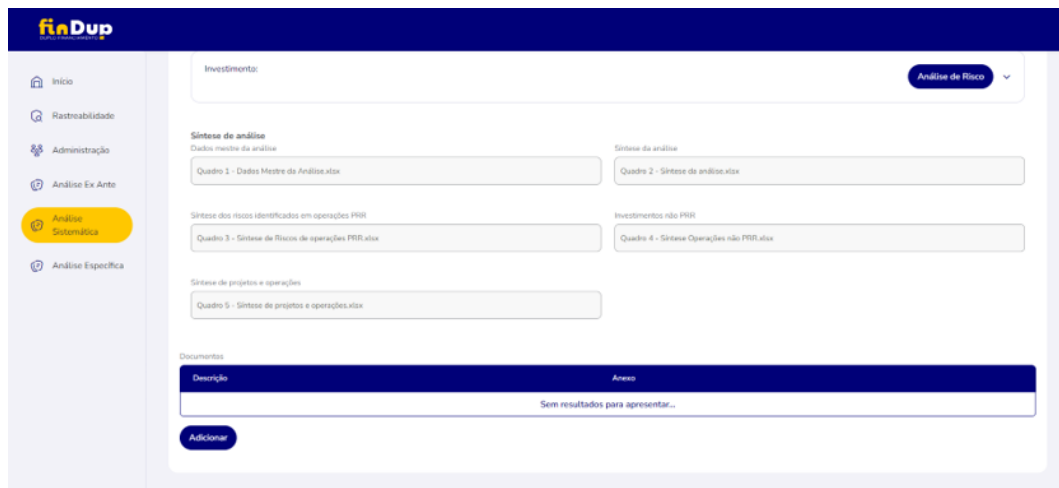 finDup
DUPLO FINANCIAMENTO
Início
Rastreabilidade
Administração
Análise Ex Ante
Análise
Sistemática
Análise Específica
Investimento:
Análise de Risco
Síntese de análise
Dados mestre da análise
Síntese da análise
Quadro 1 - Dados Mestre da Análise.xlsx
Quadro 2 - Síntese da análise.xlsx
Síntese dos riscos identificados em operações PRR
Investimentos não PRR
Quadro 3 - Síntese de Riscos de operações PRR.xlsx
Quadro 4 - Síntese Operações não PRR.xlsx
Síntese de projetos e operações
Quadro 5 - Síntese de projetos e operações.xlsx
Documentos
Descrição
Anexo
Sem resultados para apresentar...
Adicionar